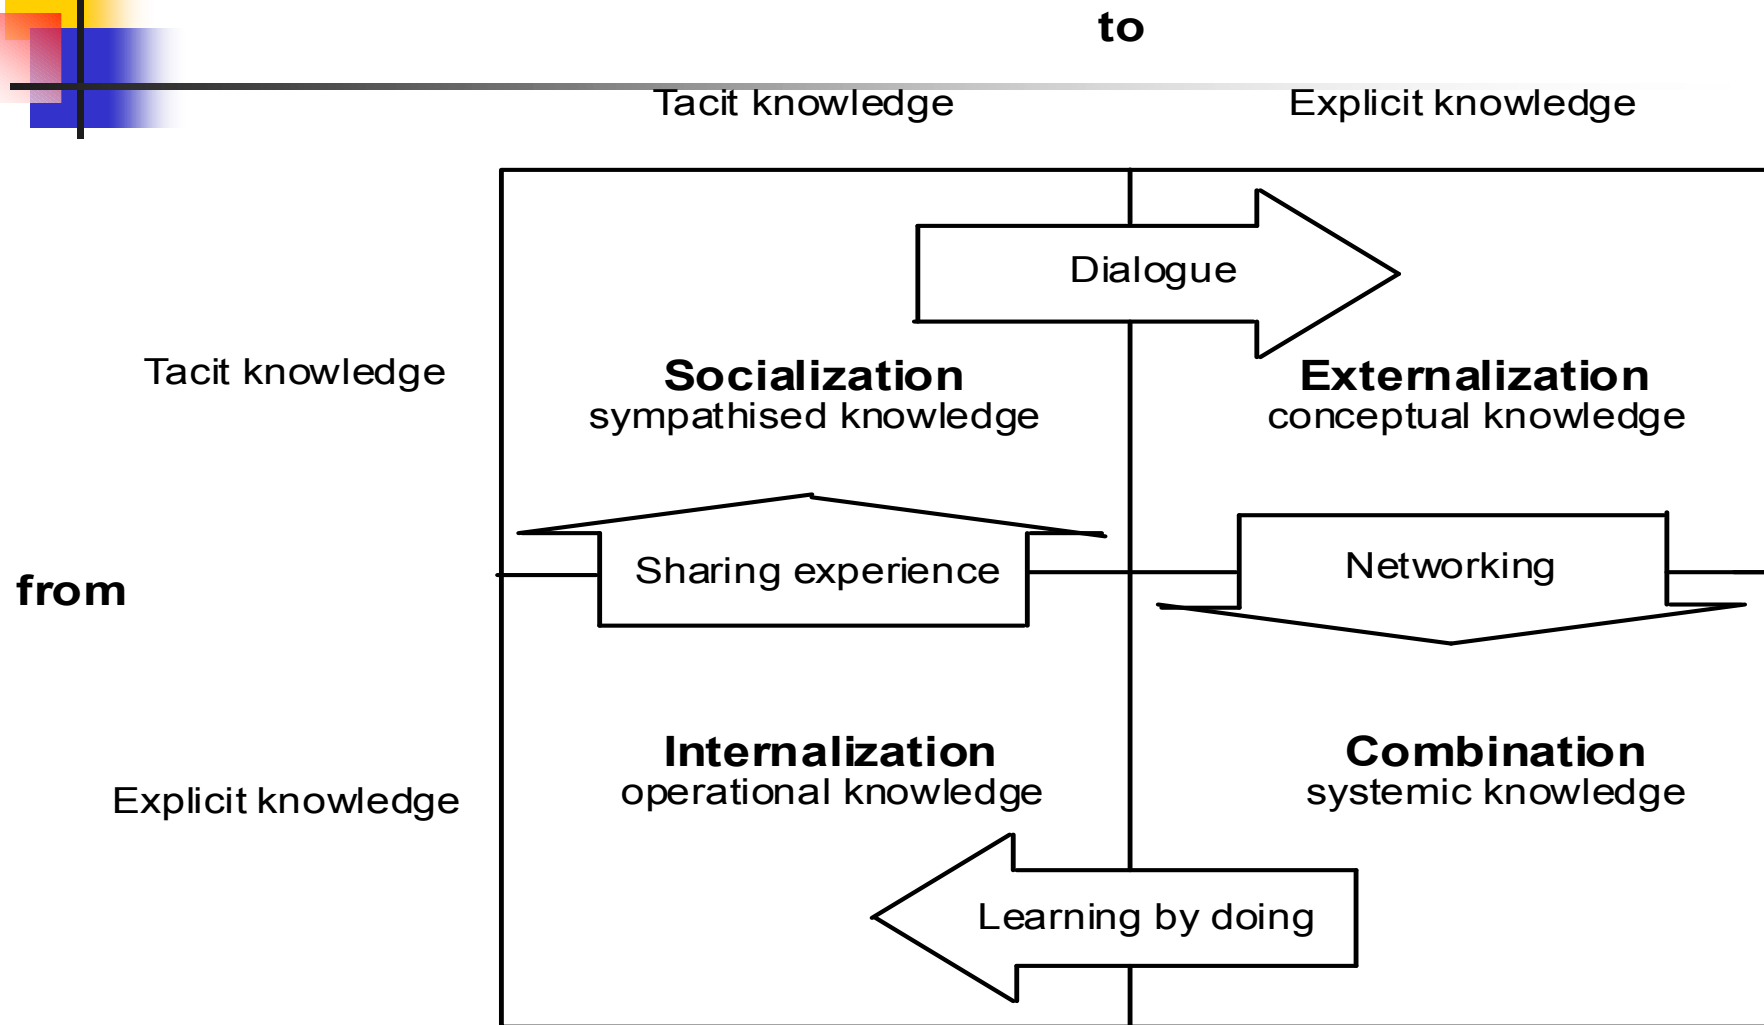 to
Tacit knowledge
Explicit knowledge
Dialogue
Tacit knowledge
Socialization
sympathised knowledge
Externalization
conceptual knowledge
from
Sharing experience
Networking
Explicit knowledge
Internalization
operational knowledge
Combination
systemic knowledge
Learning by doing